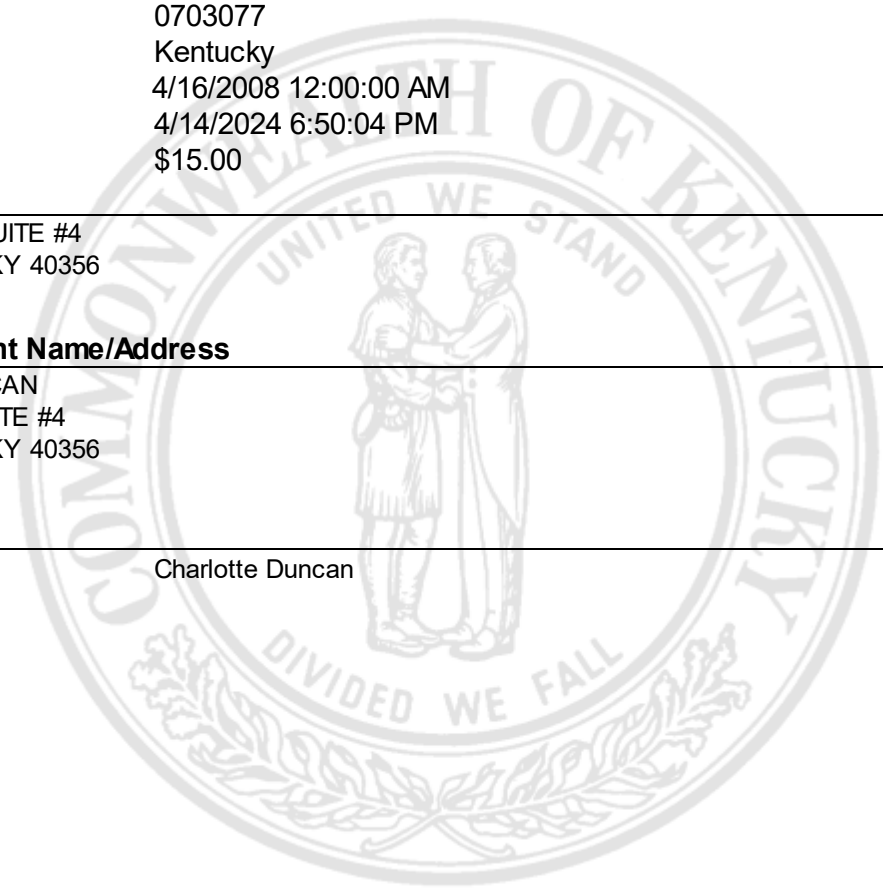 0703077
Kentucky
4/16/2008 12:00:00 AM
4/14/2024 6:50:04 PM
$15.00
UITE #4
KY 40356
nt Name/Address
CAN
TE #4
KY 40356
Charlotte Duncan
COMMONWEALTH OF KENTUCKY
UNITED WE STAND
DIVIDED WE FALL